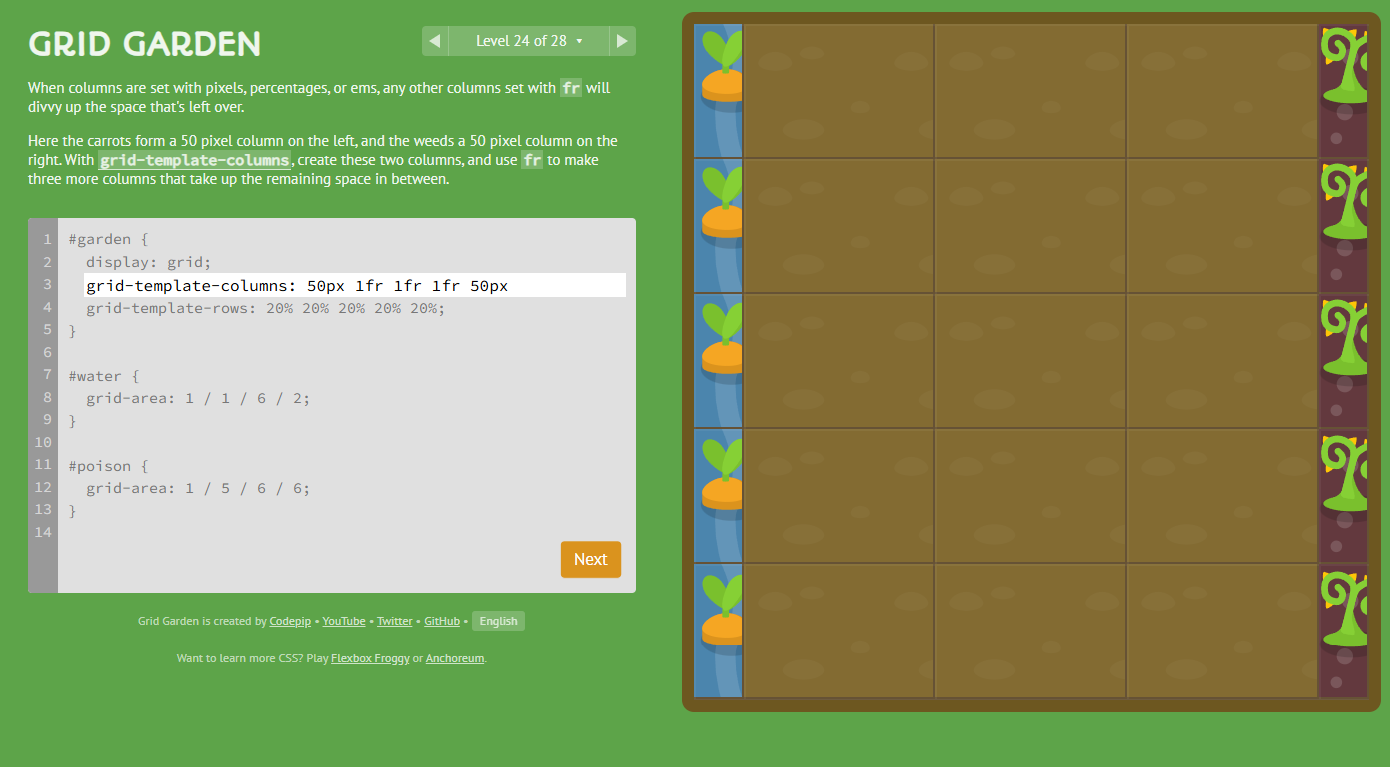 GRID GARDEN
Level 24 of 28
When columns are set with pixels, percentages, or ems, any other columns set with fr will
divvy up the space that's left over.
Here the carrots form a 50 pixel column on the left, and the weeds a 50 pixel column on the
right. With grid-template-columns, create these two columns, and use fr to make
three more columns that take up the remaining space in between.
1 #garden {
2 display: grid;
3 grid-template-columns: 50px 1fr 1fr 1fr 50px
4 grid-template-rows: 20% 20% 20% 20% 20%;
5 }
6
7 #water {
8 grid-area: 1 / 1 / 6 / 2;
9 }
10
11 #poison {
12 grid-area: 1 / 5 / 6 / 6;
13 }
14
Next
Grid Garden is created by Codepip • YouTube • Twitter • GitHub • English
Want to learn more CSS? Play Flexbox Froggy or Anchoreum.